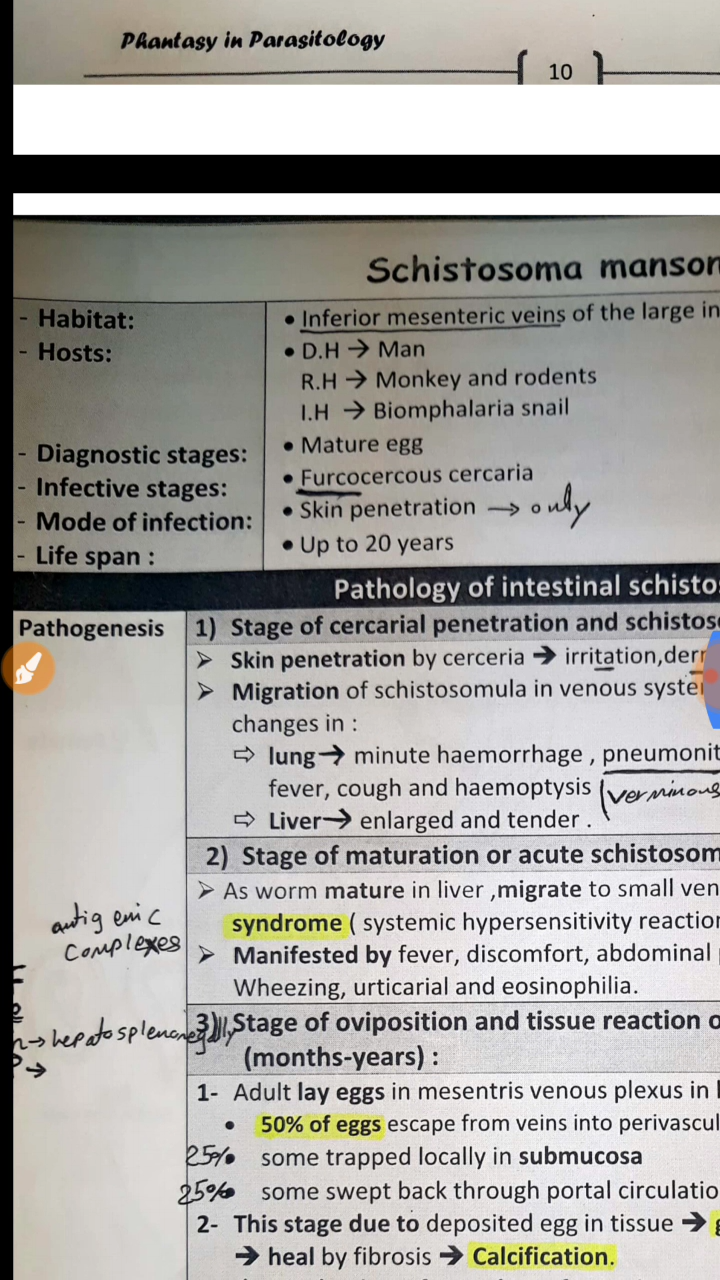 Phantasy in Parasitology
10
Schistosoma manson
- Habitat:
• Inferior mesenteric veins of the large in
- Hosts:
• D.H → Man
R.H → Monkey and rodents
I.H → Biomphalaria snail
- Diagnostic stages:
• Mature egg
- Infective stages:
• Furcocercous cercaria
- Mode of infection:
• Skin penetration → only
- Life span :
• Up to 20 years
Pathology of intestinal schisto
Pathogenesis
1) Stage of cercarial penetration and schistos
➢ Skin penetration by cerceria → irritation,derr
➢ Migration of schistosomula in venous syste
changes in :
⇨ lung→ minute haemorrhage , pneumonit
fever, cough and haemoptysis (verminous
⇨ Liver→ enlarged and tender .
2) Stage of maturation or acute schistosom
➢ As worm mature in liver ,migrate to small ven
syndrome ( systemic hypersensitivity reaction
➢ Manifested by fever, discomfort, abdominal
Wheezing, urticarial and eosinophilia.
antigenic
complexes
→ hepatosplenomegally
→
3) Stage of oviposition and tissue reaction o
(months-years) :
1- Adult lay eggs in mesentris venous plexus in
• 50% of eggs escape from veins into perivascul
25% some trapped locally in submucosa
25% some swept back through portal circulatio
2- This stage due to deposited egg in tissue → g
→ heal by fibrosis → Calcification.